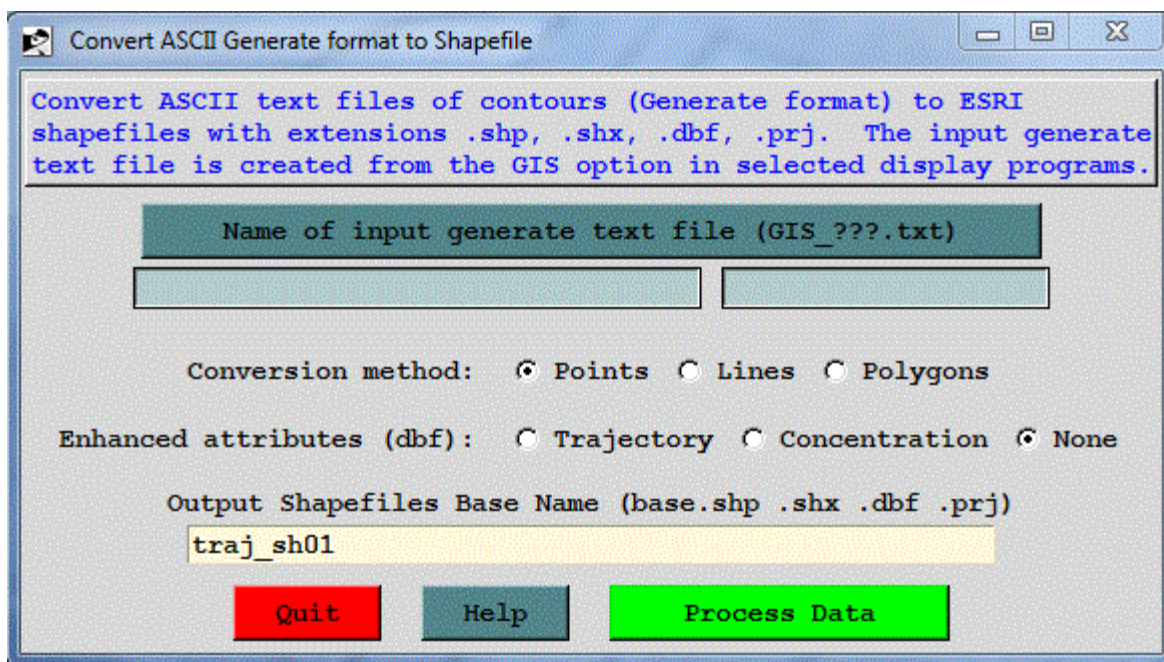 Convert ASCII Generate format to Shapefile
Convert ASCII text files of contours (Generate format) to ESRI
shapefiles with extensions .shp, .shx, .dbf, .prj. The input generate
text file is created from the GIS option in selected display programs.
Name of input generate text file (GIS_???.txt)
Conversion method: Points Lines Polygons
Enhanced attributes (dbf): Trajectory Concentration None
Output Shapefiles Base Name (base.shp .shx .dbf .prj)
traj_sh01
Quit Help Process Data